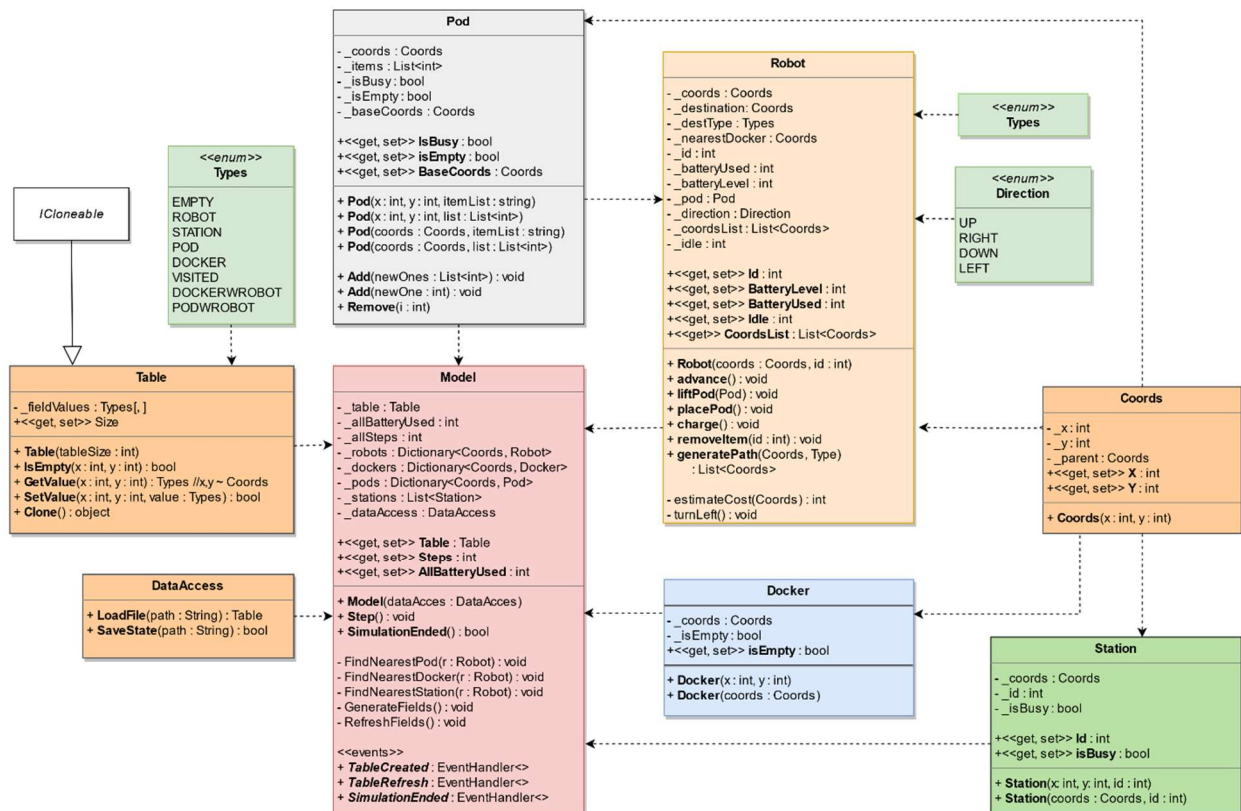 Pod
- _coords : Coords
- _items : List<int>
- _isBusy : bool
- _isEmpty : bool
- _baseCoords : Coords
+<<get, set>> IsBusy : bool
+<<get, set>> isEmpty : bool
+<<get, set>> BaseCoords : Coords
+ Pod(x : int, y : int, itemList : string)
+ Pod(x : int, y : int, list : List<int>)
+ Pod(coords : Coords, itemList : string)
+ Pod(coords : Coords, list : List<int>)
+ Add(newOnes : List<int>) : void
+ Add(newOne : int) : void
+ Remove(i : int)
Robot
- _coords : Coords
- _destination: Coords
- _destType : Types
- _nearestDocker : Coords
- _id : int
- _batteryUsed : int
- _batteryLevel : int
- _pod : Pod
- _direction : Direction
- _coordsList : List<Coords>
- _idle : int
+<<get, set>> Id : int
+<<get, set>> BatteryLevel : int
+<<get, set>> BatteryUsed : int
+<<get, set>> Idle : int
+<<get>> CoordsList : List<Coords>
+ Robot(coords : Coords, id : int)
+ advance() : void
+ liftPod(Pod) : void
+ placePod() : void
+ charge() : void
+ removeItem(id : int) : void
+ generatePath(Coords, Type)
: List<Coords>
- estimateCost(Coords) : int
- turnLeft() : void
<<enum>>
Types
<<enum>>
Direction
UP
RIGHT
DOWN
LEFT
<<enum>>
Types
EMPTY
ROBOT
STATION
POD
DOCKER
VISITED
DOCKERWROBOT
PODWROBOT
ICloneable
Table
- _fieldValues : Types[, ]
+<<get, set>> Size
+ Table(tableSize : int)
+ IsEmpty(x : int, y : int) : bool
+ GetValue(x : int, y : int) : Types //x,y ~ Coords
+ SetValue(x : int, y : int, value : Types) : bool
+ Clone() : object
DataAccess
+ LoadFile(path : String) : Table
+ SaveState(path : String) : bool
Model
- _table : Table
- _allBatteryUsed : int
- _allSteps : int
- _robots : Dictionary<Coords, Robot>
- _dockers : Dictionary<Coords, Docker>
- _pods : Dictionary<Coords, Pod>
- _stations : List<Station>
- _dataAccess : DataAccess
+<<get, set>> Table : Table
+<<get, set>> Steps : int
+<<get, set>> AllBatteryUsed : int
+ Model(dataAcces : DataAcces)
+ Step() : void
+ SimulationEnded() : bool
- FindNearestPod(r : Robot) : void
- FindNearestDocker(r : Robot) : void
- FindNearestStation(r : Robot) : void
- GenerateFields() : void
- RefreshFields() : void
<<events>>
+ TableCreated : EventHandler<>
+ TableRefresh : EventHandler<>
+ SimulationEnded : EventHandler<>
Docker
- _coords : Coords
- _isEmpty : bool
+<<get, set>> isEmpty : bool
+ Docker(x : int, y : int)
+ Docker(coords : Coords)
Coords
- _x : int
- _y : int
- _parent : Coords
+<<get, set>> X : int
+<<get, set>> Y : int
+ Coords(x : int, y : int)
Station
- _coords : Coords
- _id : int
- _isBusy : bool
+<<get, set>> Id : int
+<<get, set>> isBusy : bool
+ Station(x: int, y: int, id : int)
+ Station(coords : Coords, id : int)